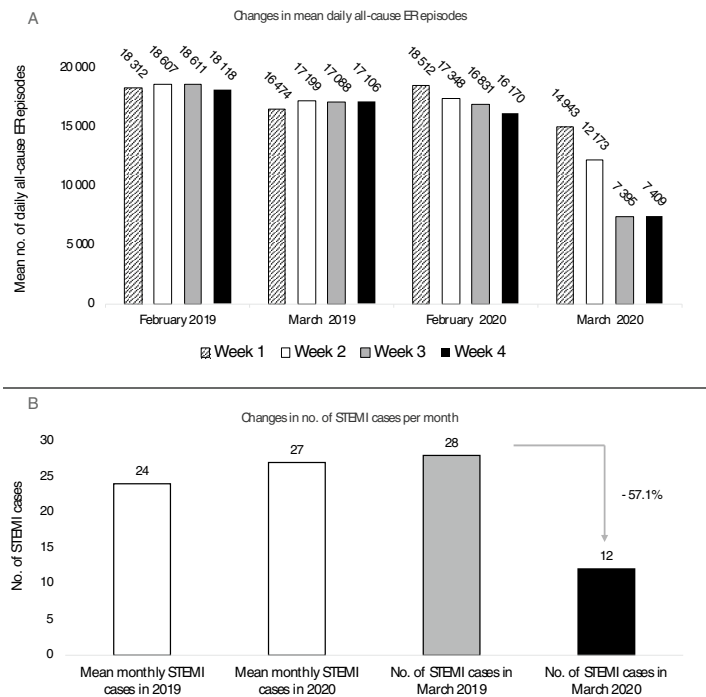 A
Changes in mean daily all-cause ER episodes
Mean no. of daily all-cause ER episodes
20 000
15 000
10 000
5 000
0
18 312
18 607
18 611
18 118
16 474
17 199
17 088
17 106
18 512
17 348
16 831
16 170
14 943
12 173
7 395
7 409
February 2019
March 2019
February 2020
March 2020
Week 1
Week 2
Week 3
Week 4
B
Changes in no. of STEMI cases per month
No. of STEMI cases
30
25
20
15
10
5
0
24
27
28
12
- 57.1%
Mean monthly STEMI
cases in 2019
Mean monthly STEMI
cases in 2020
No. of STEMI cases in
March 2019
No. of STEMI cases in
March 2020